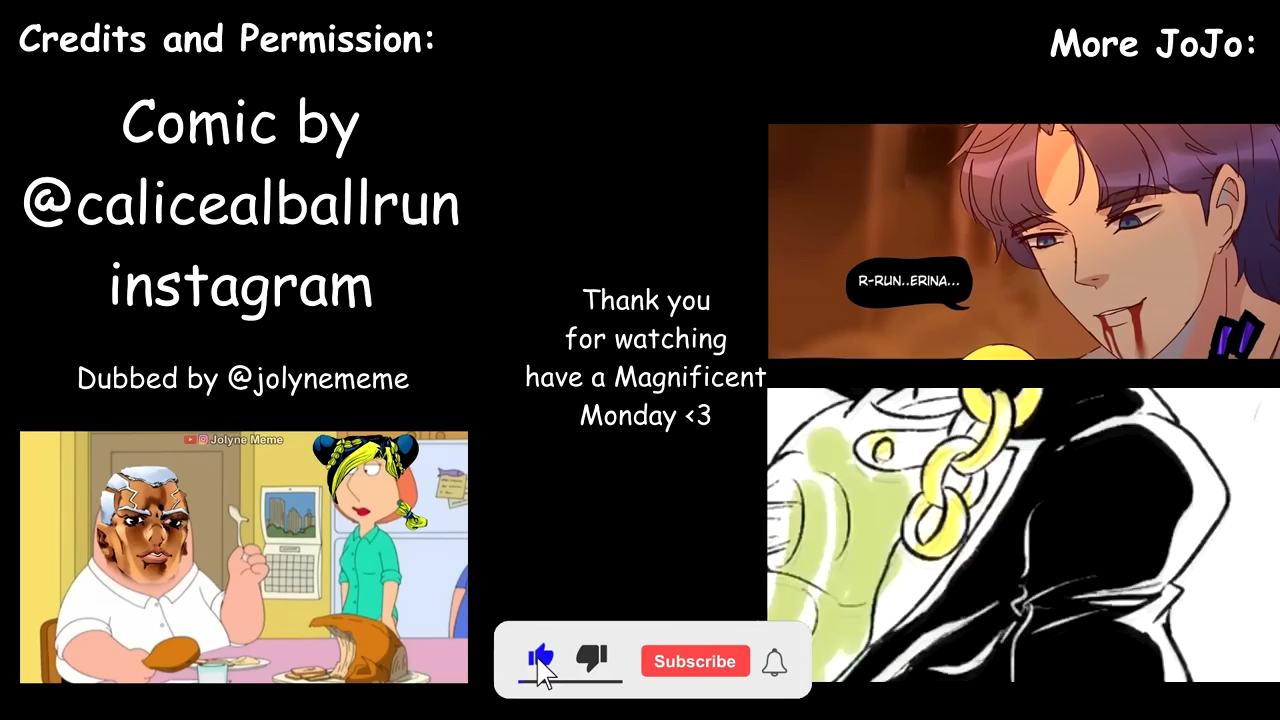 Credits and Permission:
Comic by
@calicealballrun
instagram
Dubbed by @jolynememe
Jolyne Meme
Thank you
for watching
have a Magnificent
Monday <3
More JoJo:
R-RUN..ERINA...
Subscribe